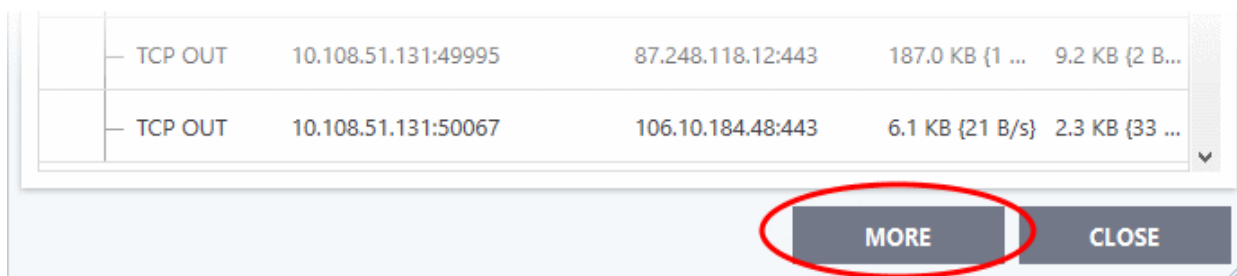 TCP OUT 10.108.51.131:49995 87.248.118.12:443 187.0 KB {1 ... 9.2 KB {2 B...
TCP OUT 10.108.51.131:50067 106.10.184.48:443 6.1 KB {21 B/s} 2.3 KB {33 ...
MORE CLOSE